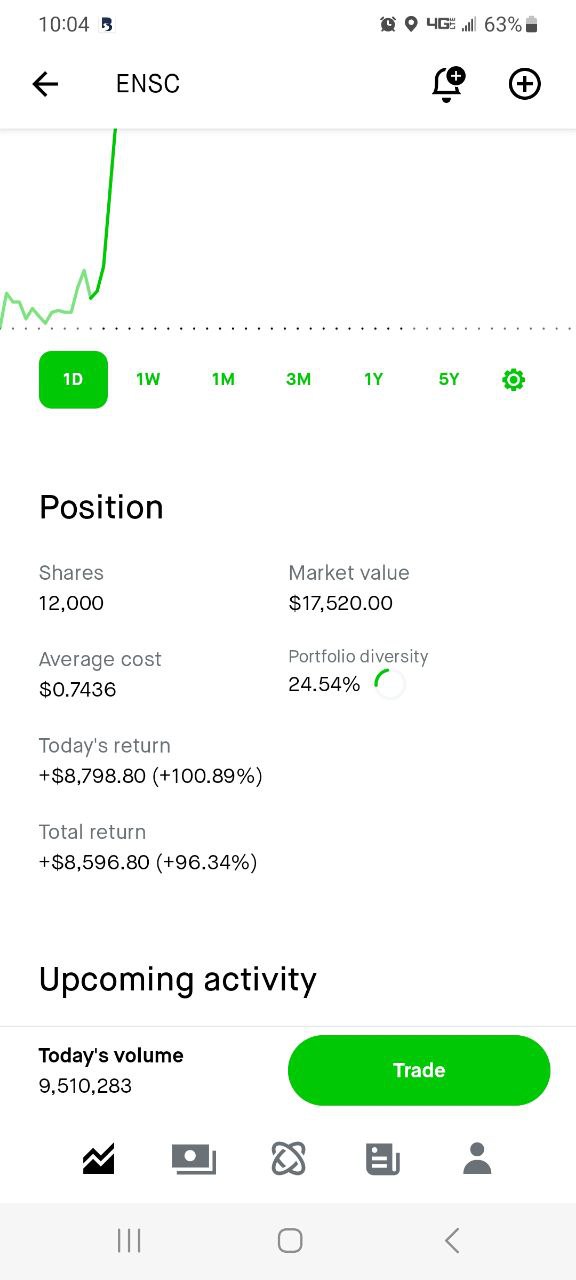 10:04 4GE 63%
ENSC
1D 1W 1M 3M 1Y 5Y
Position
Shares Market value
12,000 $17,520.00
Average cost Portfolio diversity
$0.7436 24.54%
Today's return
+$8,798.80 (+100.89%)
Total return
+$8,596.80 (+96.34%)
Upcoming activity
Today's volume
9,510,283
Trade